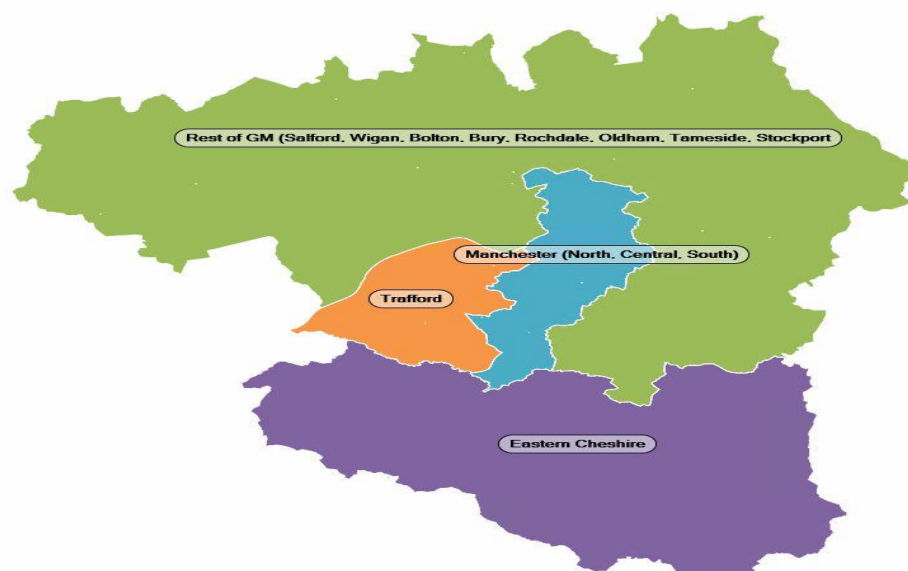 Rest of GM (Salford, Wigan, Bolton, Bury, Rochdale, Oldham, Tameside, Stockport
Manchester (North, Central, South)
Trafford
Eastern Cheshire